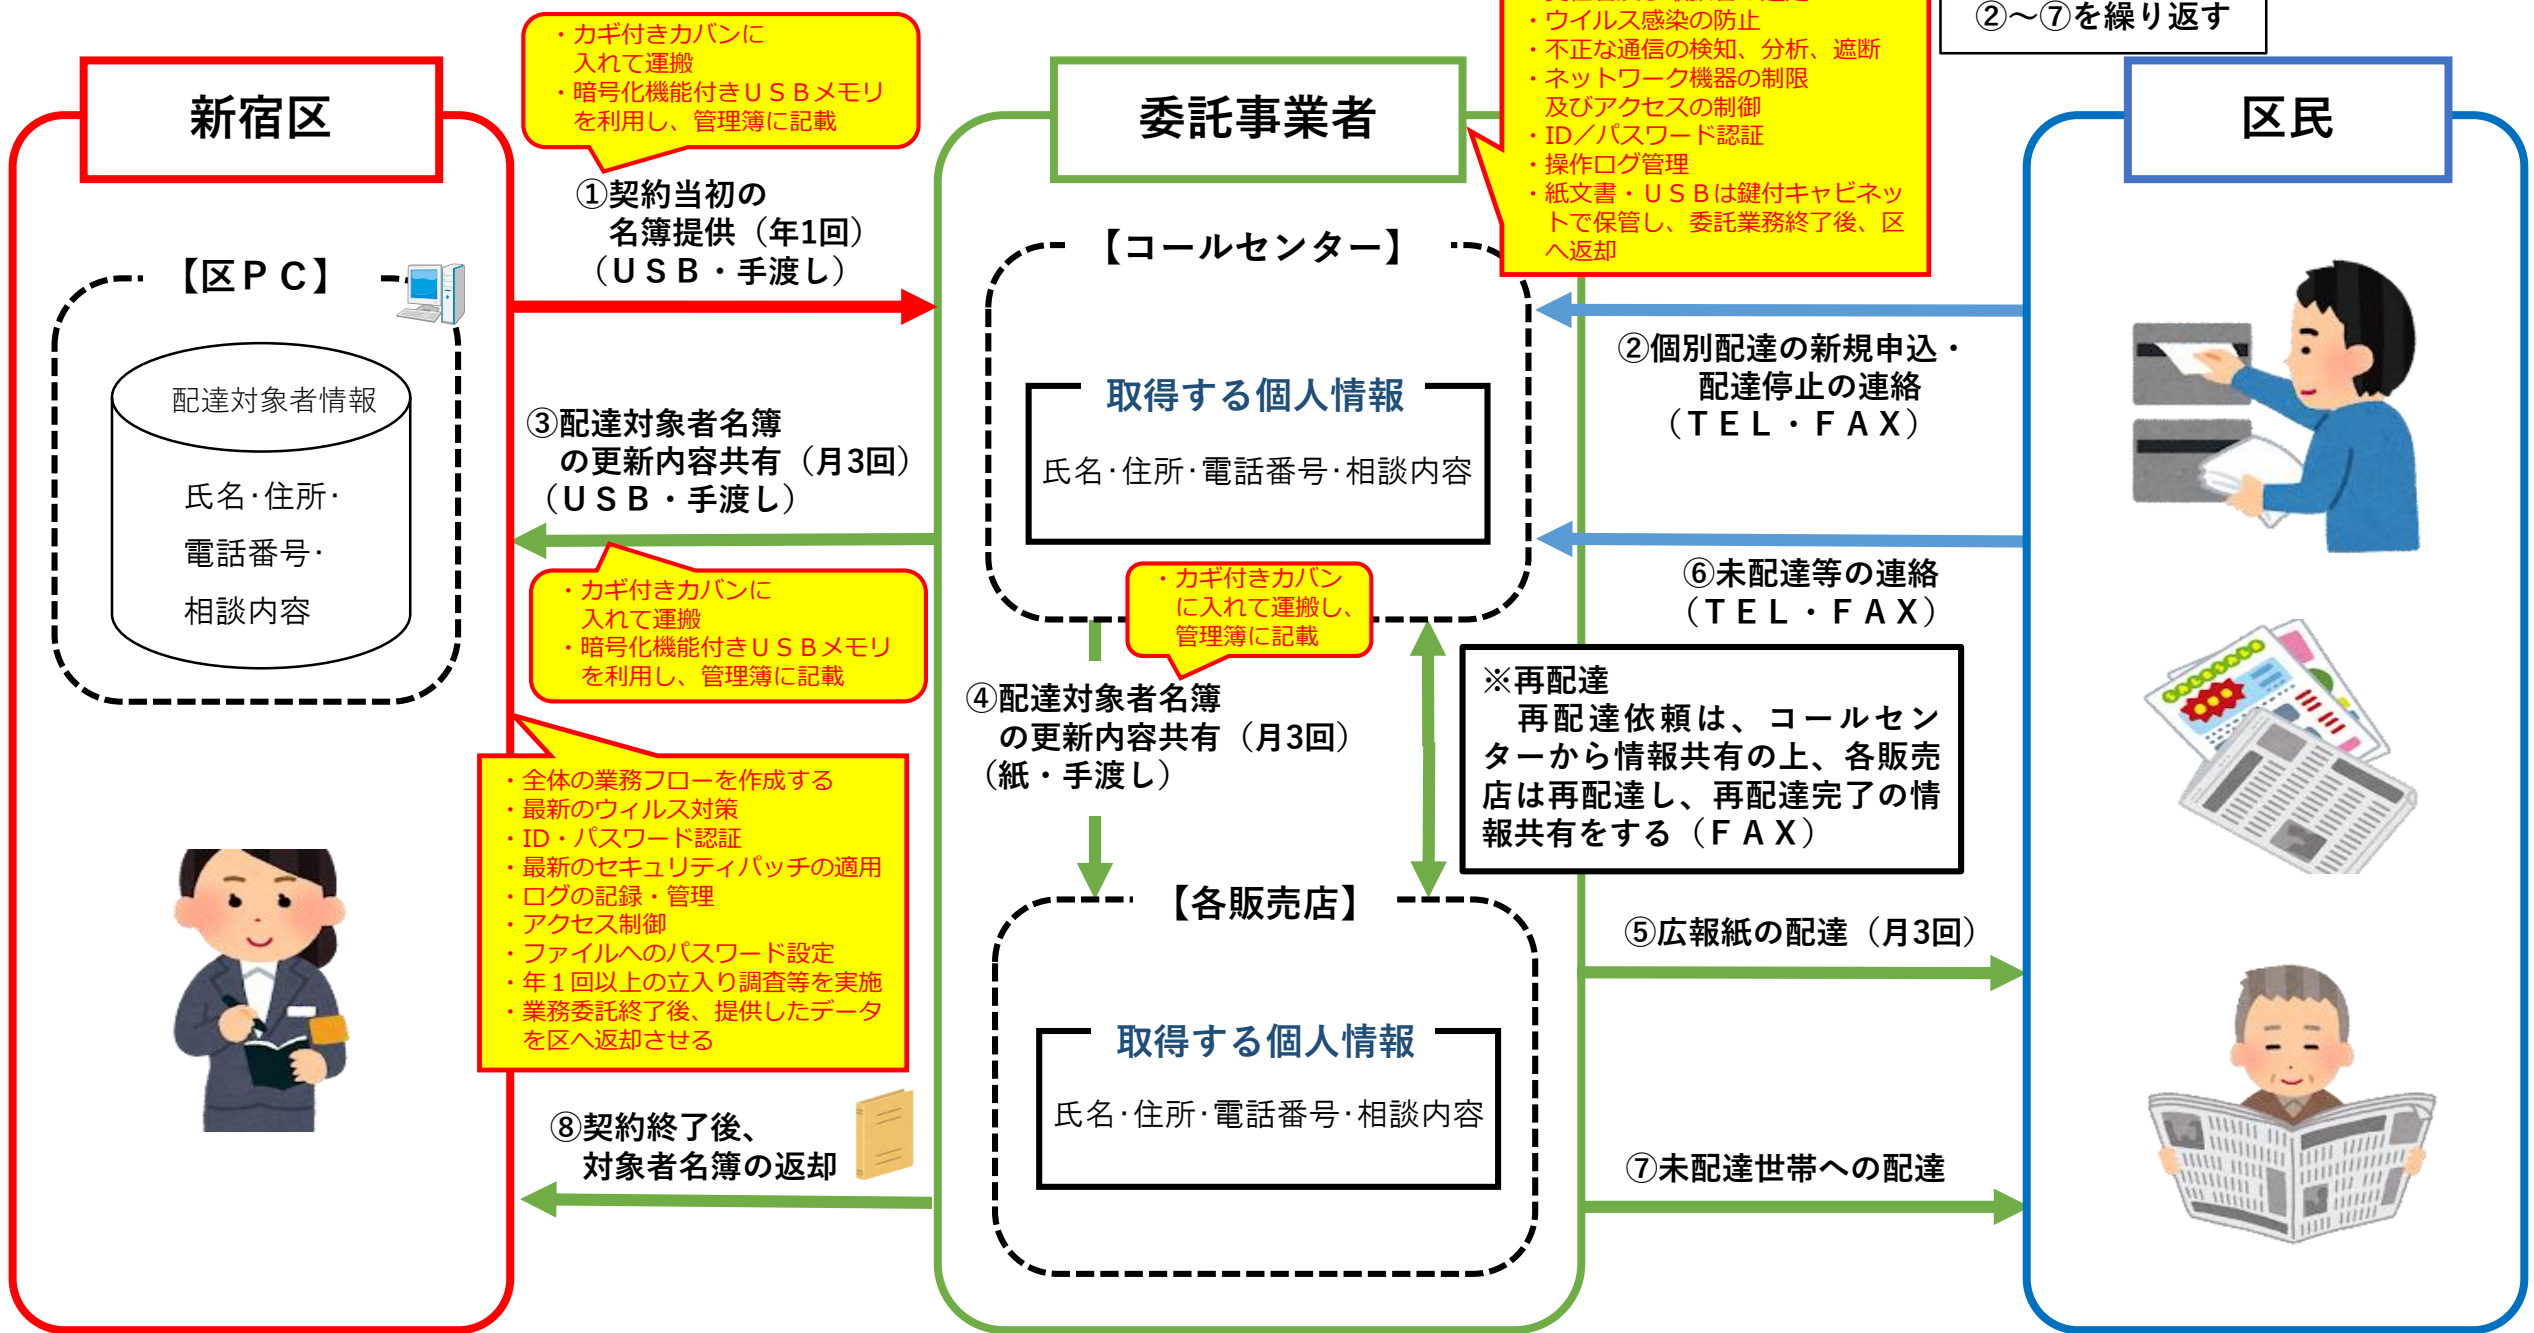 ・カギ付きカバンに
入れて運搬
・暗号化機能付きＵＳＢメモリ
を利用し、管理簿に記載
・ウイルス感染の防止
・不正な通信の検知、分析、遮断
・ネットワーク機器の制限
及びアクセスの制御
・ID／パスワード認証
・操作ログ管理
・紙文書・ＵＳＢは鍵付キャビネッ
トで保管し、委託業務終了後、区
へ返却
②～⑦を繰り返す
新宿区
委託事業者
区民
①契約当初の
名簿提供（年1回）
（ＵＳＢ・手渡し）
【区ＰＣ】
配達対象者情報
氏名･住所･
電話番号･
相談内容
【コールセンター】
取得する個人情報
氏名･住所･電話番号･相談内容
②個別配達の新規申込・
配達停止の連絡
（ＴＥＬ・ＦＡＸ）
③配達対象者名簿
の更新内容共有（月3回）
（ＵＳＢ・手渡し）
・カギ付きカバンに
入れて運搬
・暗号化機能付きＵＳＢメモリ
を利用し、管理簿に記載
・カギ付きカバン
に入れて運搬し、
管理簿に記載
⑥未配達等の連絡
（ＴＥＬ・ＦＡＸ）
④配達対象者名簿
の更新内容共有（月3回）
（紙・手渡し）
※再配達
再配達依頼は、コールセン
ターから情報共有の上、各販売
店は再配達し、再配達完了の情
報共有をする（ＦＡＸ）
・全体の業務フローを作成する
・最新のウィルス対策
・ID・パスワード認証
・最新のセキュリティパッチの適用
・ログの記録・管理
・アクセス制御
・ファイルへのパスワード設定
・年１回以上の立入り調査等を実施
・業務委託終了後、提供したデータ
を区へ返却させる
【各販売店】
取得する個人情報
氏名･住所･電話番号･相談内容
⑤広報紙の配達（月3回）
⑦未配達世帯への配達
⑧契約終了後、
対象者名簿の返却